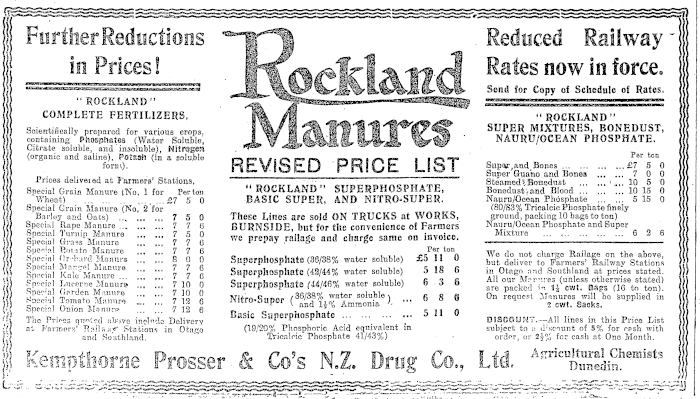 Further Reductions
in Prices!
"ROCKLAND"
COMPLETE FERTILIZERS.
Scientifically prepared for various crops,
containing Phosphates (Water Soluble,
Citrate soluble, and insoluble), Nitrogen
(organic and saline), Potash (in a soluble
form).
Prices delivered at Farmers' Stations.
Per ton
Special Grain Manure (No. 1 for
Wheat) £7 5 0
Special Grain Manure (No. 2 for
Barley and Oats) ... ... ... 7 5 0
Special Rape Manure ... ... ... 7 7 6
Special Turnip Manure ... ... 7 5 0
Special Grass Manure ... ... 7 7 6
Special Potato Manure ... ... 7 7 6
Special Orchard Manure ... ... 8 0 0
Special Mangel Manure ... ... 7 7 6
Special Kale Manure ... ... ... 7 7 6
Special Lucerne Manure ... ... 7 10 0
Special Garden Manure ... ... 7 10 0
Special Tomato Manure ... ... 7 12 6
Special Onion Manure ... ... 7 12 6
The Prices quoted above include Delivery
at Farmers' Railway Stations in Otago
and Southland.
Rockland
Manures
REVISED PRICE LIST
"ROCKLAND" SUPERPHOSPHATE,
BASIC SUPER, AND NITRO-SUPER.
These Lines are sold ON TRUCKS at WORKS,
BURNSIDE, but for the convenience of Farmers
we prepay railage and charge same on invoice.
Per ton
Superphosphate (36/38% water soluble) £5 11 0
Superphosphate (42/44% water soluble) 5 18 6
Superphosphate (44/46% water soluble) 6 3 6
Nitro-Super (36/38% water soluble and 1½% Ammonia) ... 6 8 6
Basic Superphosphate ... ... ... ... 5 11 0
(19/20% Phosphoric Acid equivalent in
Tricalcic Phosphate 41/43%)
Reduced Railway
Rates now in force.
Send for Copy of Schedule of Rates.
"ROCKLAND"
SUPER MIXTURES, BONEDUST,
NAURU/OCEAN PHOSPHATE.
Per ton
Super and Bones ... ... ... £7 5 0
Super Guano and Bones ... ... 7 0 0
Steamed Bonedust ... ... ... 10 5 0
Bonedust and Blood ... ... ... 10 15 0
Nauru/Ocean Phosphate ... ... 5 15 0
(80/83% Tricalcic Phosphate finely
ground, packing 10 bags to ton)
Nauru/Ocean Phosphate and Super
Mixture ... ... ... ... ... 6 2 6
We do not charge Railage on the above,
but deliver to Farmers' Railway Stations
in Otago and Southland at prices stated.
All our Manures (unless otherwise stated)
are packed in 1¼ cwt. Bags (16 to ton).
On request Manures will be supplied in
2 cwt. Sacks.
DISCOUNT.—All lines in this Price List
subject to a discount of 5% for cash with
order, or 2½% for cash at One Month.
Kempthorne Prosser & Co's N.Z. Drug Co., Ltd.
Agricultural Chemists
Dunedin.